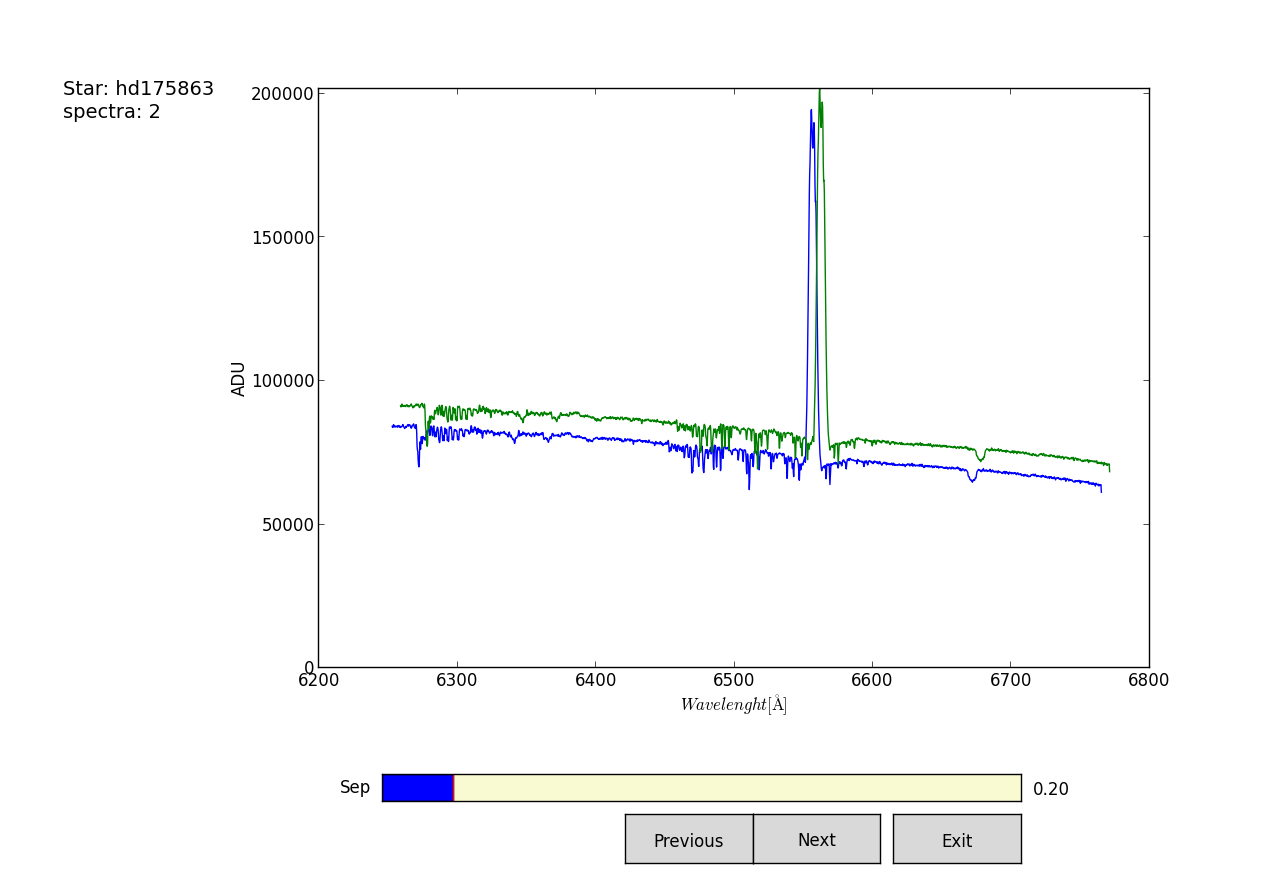 Star: hd175863
spectra: 2
200000
150000
100000
50000
0
ADU
6200 6300 6400 6500 6600 6700 6800
Wavelenght[Å]
Sep 0.20
Previous Next Exit